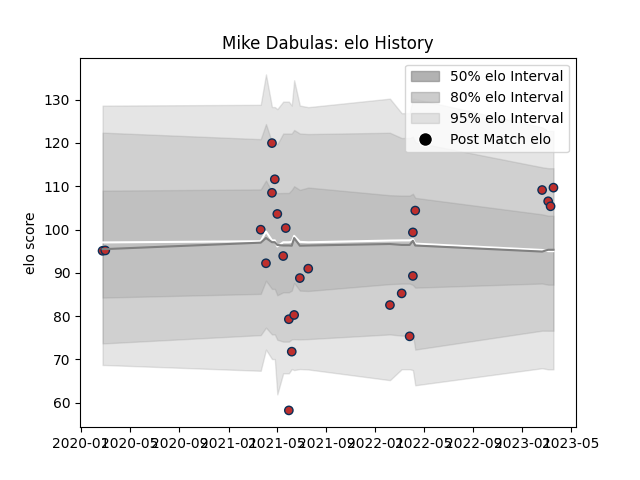 Mike Dabulas: elo History
50% elo Interval
80% elo Interval
95% elo Interval
Post Match elo
elo score
130
120
110
100
90
80
70
60
2020-01 2020-05 2020-09 2021-01 2021-05 2021-09 2022-01 2022-05 2022-09 2023-01 2023-05